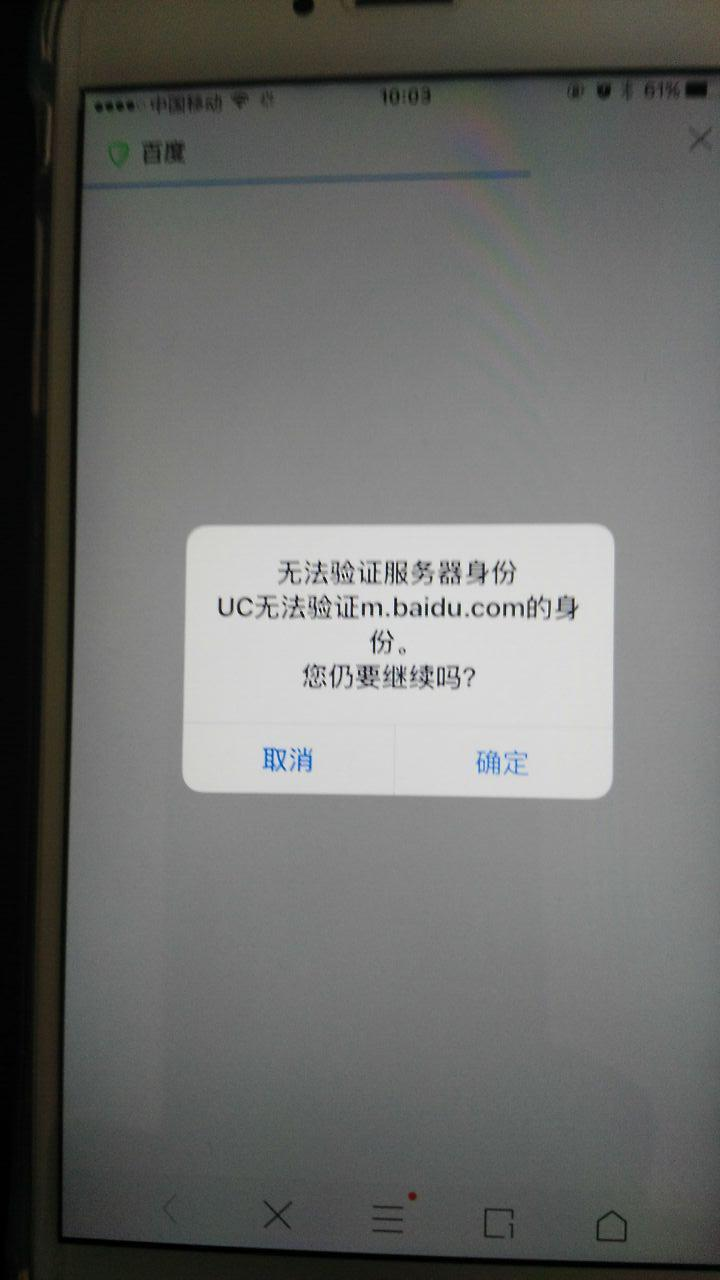 中国移动 10:03 61%
百度
无法验证服务器身份
UC无法验证m.baidu.com的身
份。
您仍要继续吗?
取消 确定
1